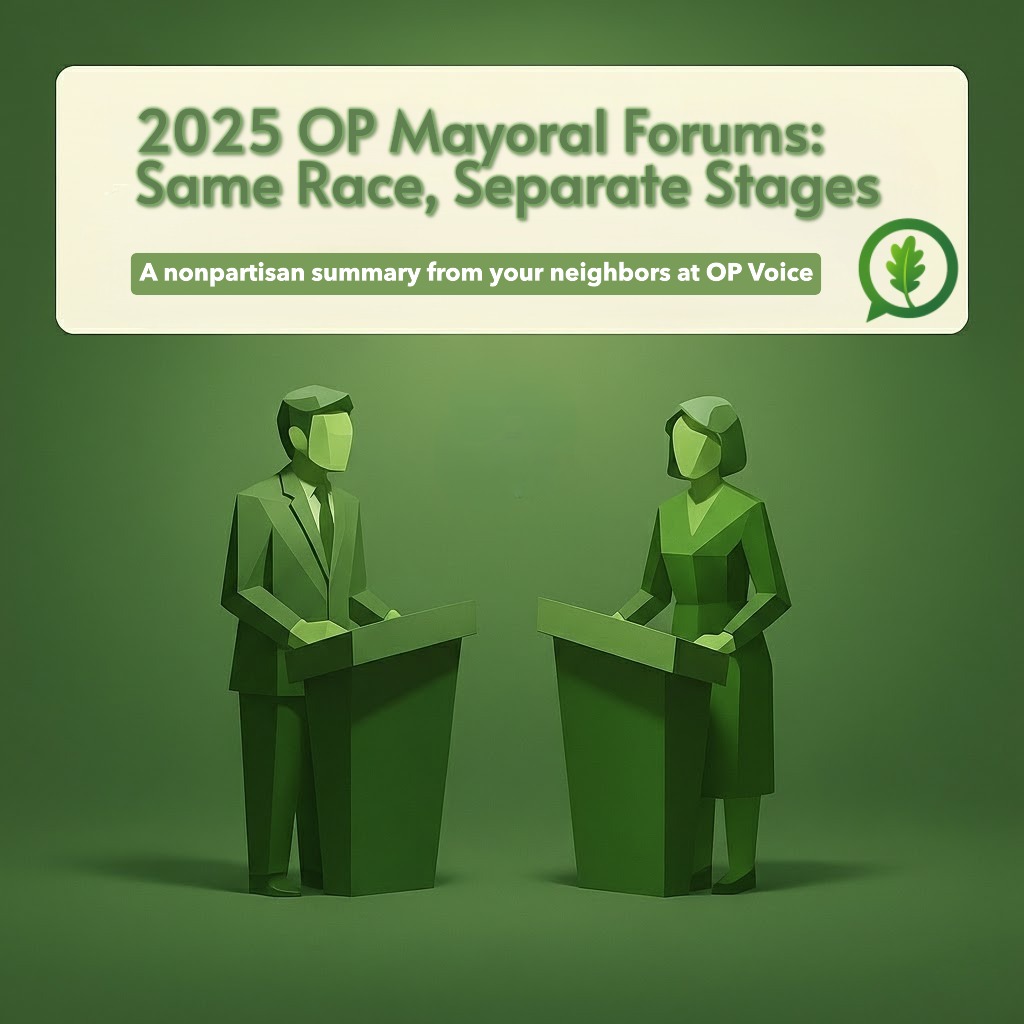 2025 OP Mayoral Forums:
Same Race, Separate Stages
A nonpartisan summary from your neighbors at OP Voice